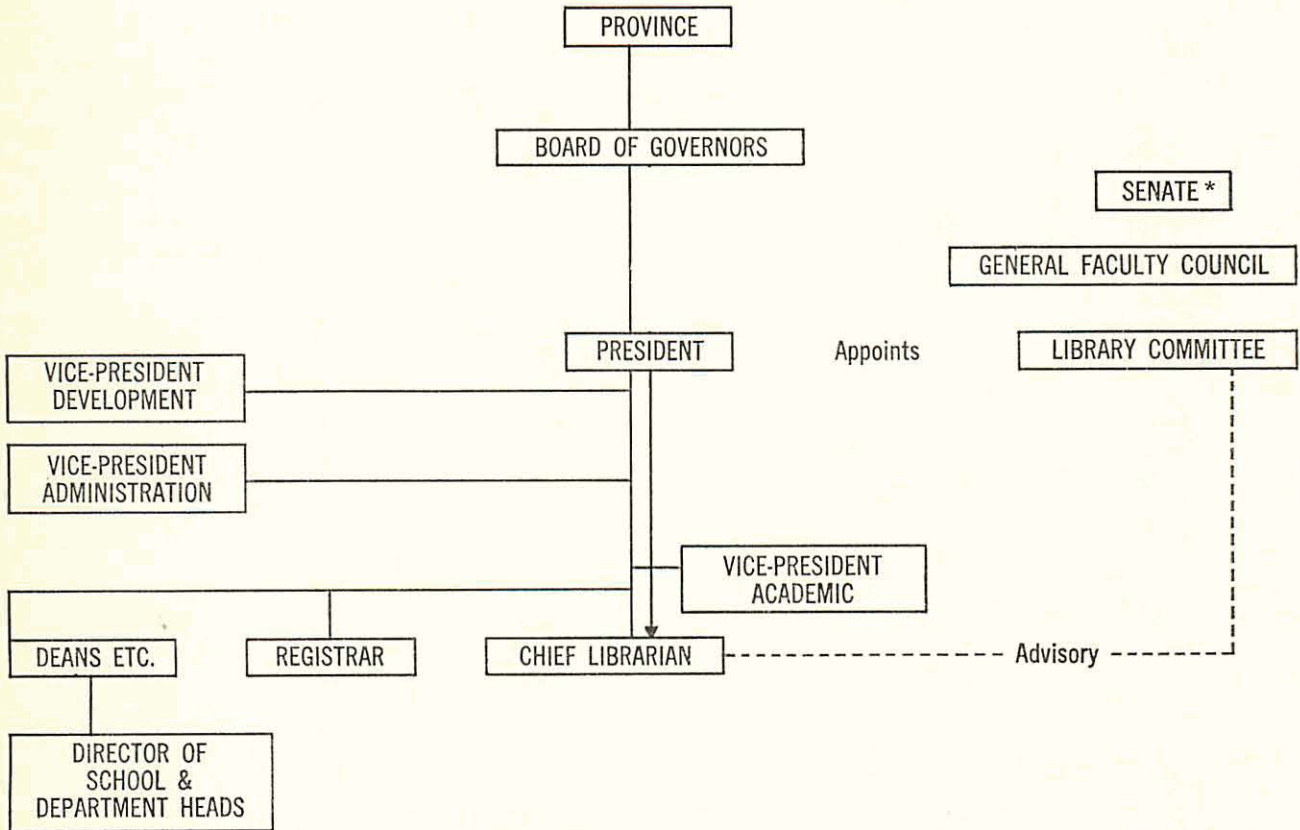 PROVINCE
BOARD OF GOVERNORS
SENATE *
GENERAL FACULTY COUNCIL
PRESIDENT
Appoints
LIBRARY COMMITTEE
VICE-PRESIDENT
DEVELOPMENT
VICE-PRESIDENT
ADMINISTRATION
VICE-PRESIDENT
ACADEMIC
DEANS ETC.
REGISTRAR
CHIEF LIBRARIAN
Advisory
DIRECTOR OF
SCHOOL &
DEPARTMENT HEADS